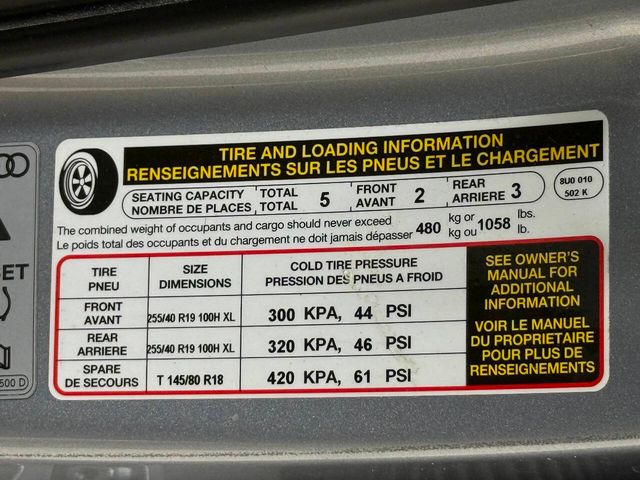 TIRE AND LOADING INFORMATION
RENSEIGNEMENTS SUR LES PNEUS ET LE CHARGEMENT
SEATING CAPACITY TOTAL 5 FRONT 2 REAR 3
NOMBRE DE PLACES TOTAL AVANT ARRIERE
8U0 010
502 K
The combined weight of occupants and cargo should never exceed 480 kg or 1058 lbs.
Le poids total des occupants et du chargement ne doit jamais dépasser kg ou lb.
TIRE SIZE COLD TIRE PRESSURE
PNEU DIMENSIONS PRESSION DES PNEUS A FROID
FRONT
AVANT 255/40 R19 100H XL 300 KPA, 44 PSI
REAR
ARRIERE 255/40 R19 100H XL 320 KPA, 46 PSI
SPARE
DE SECOURS T 145/80 R18 420 KPA, 61 PSI
SEE OWNER'S
MANUAL FOR
ADDITIONAL
INFORMATION
VOIR LE MANUEL
DU PROPRIETAIRE
POUR PLUS DE
RENSEIGNEMENTS
SET
500 D